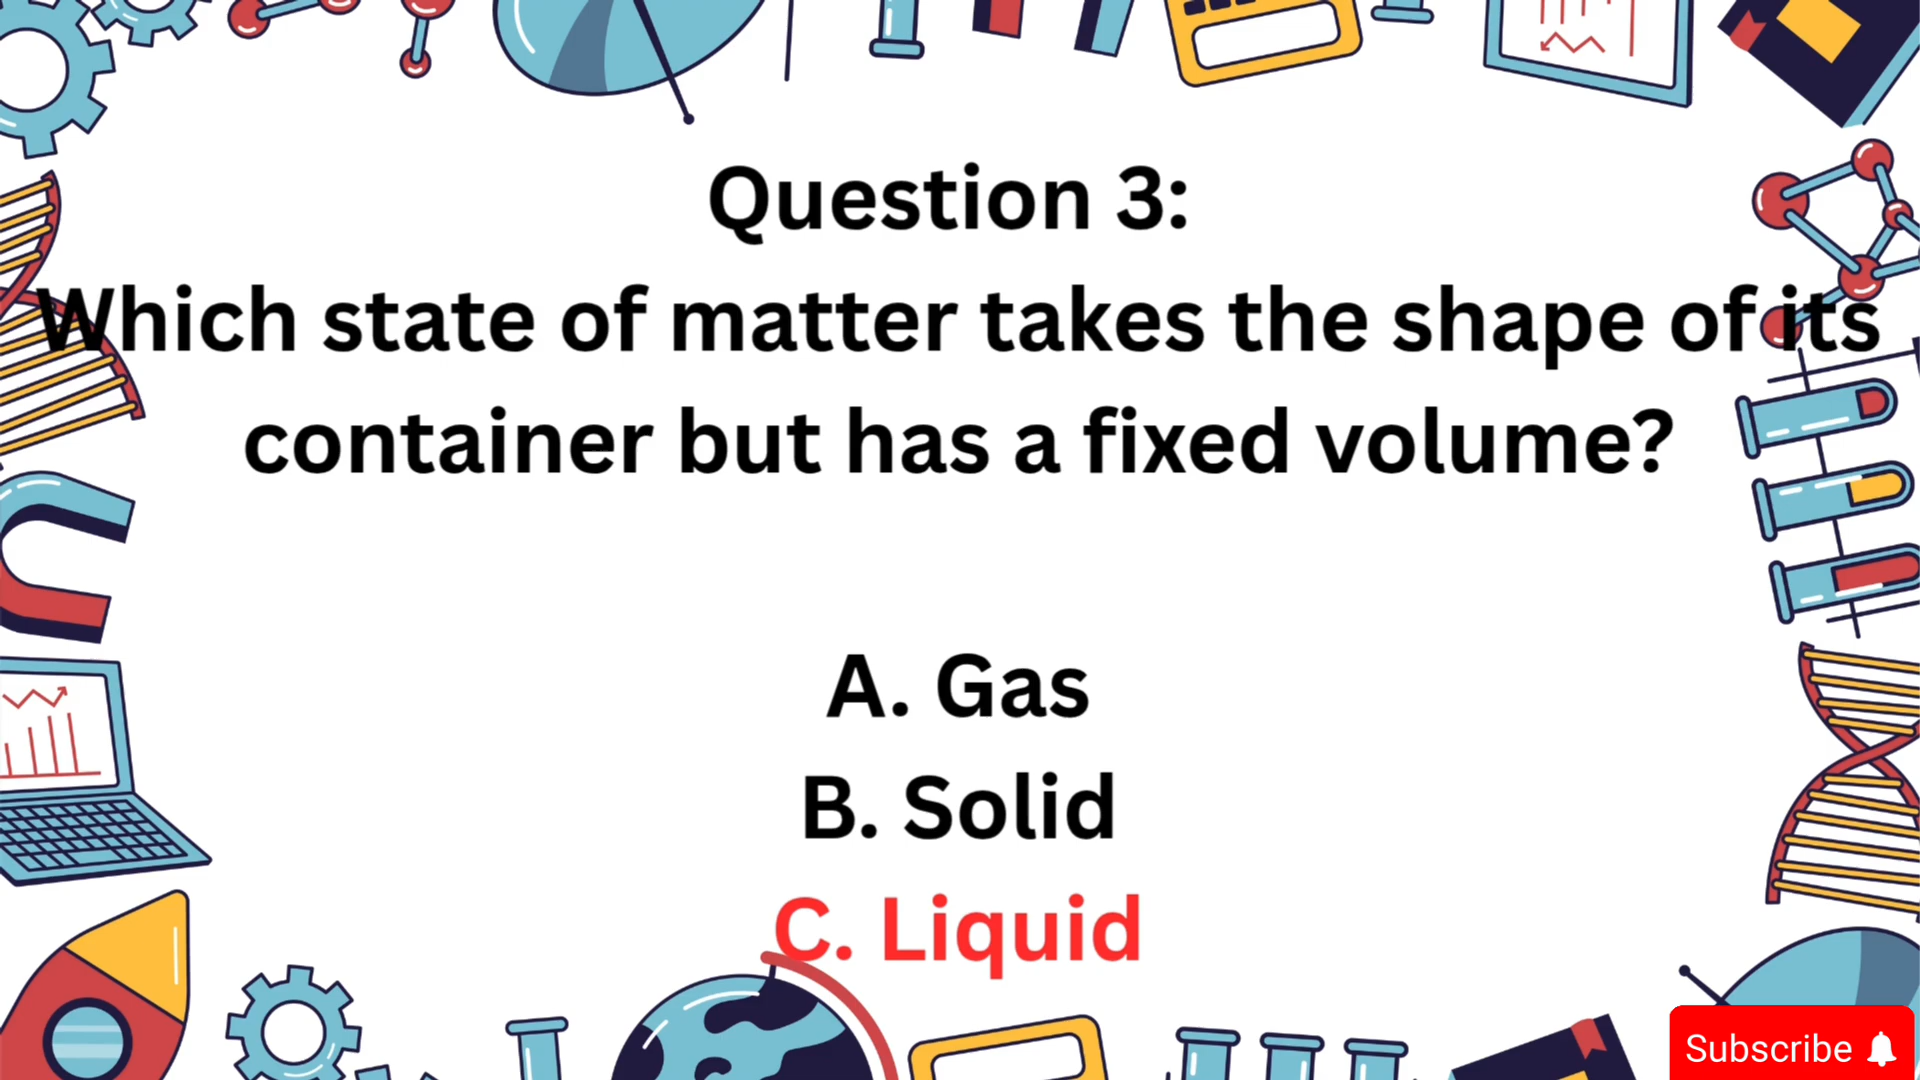 Question 3:
Which state of matter takes the shape of its
container but has a fixed volume?
A. Gas
B. Solid
C. Liquid
Subscribe